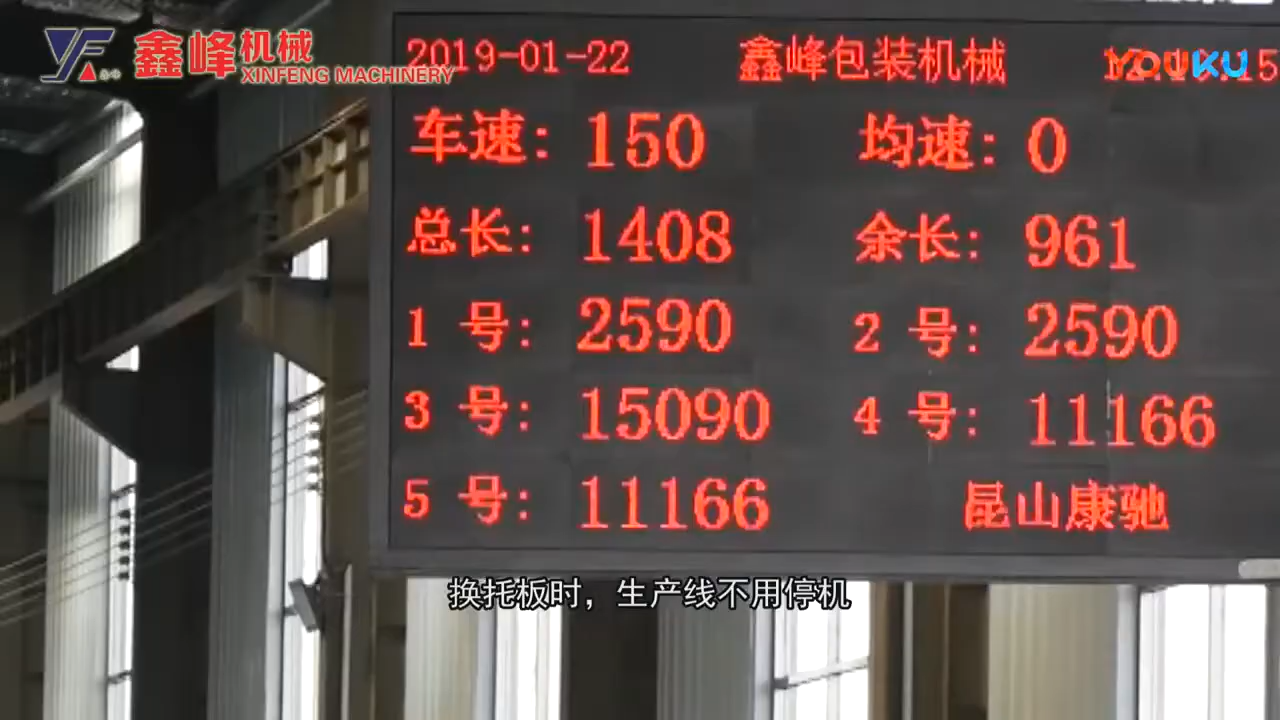 鑫峰机械
XINFENG MACHINERY
YOUKU
2019-01-22 鑫峰包装机械
车速: 150 均速: 0
总长: 1408 余长: 961
1 号: 2590 2 号: 2590
3 号: 15090 4 号: 11166
5 号: 11166 昆山康驰
换托板时，生产线不用停机